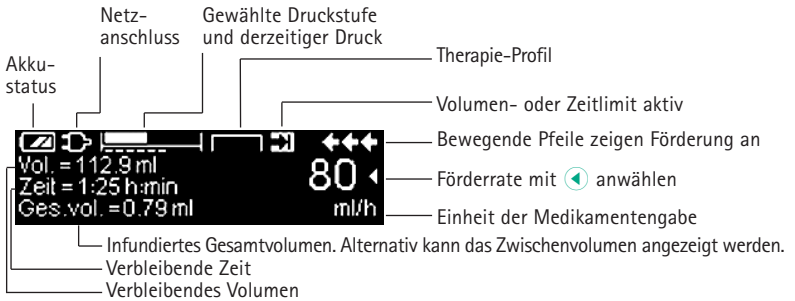 Netz-
anschluss
Gewählte Druckstufe
und derzeitiger Druck
Akku-
status
Therapie-Profil
Volumen- oder Zeitlimit aktiv
Bewegende Pfeile zeigen Förderung an
Vol. = 112.9 ml
Zeit = 1:25 h:min
Ges.vol. = 0.79 ml
80
ml/h
Förderrate mit anwählen
Einheit der Medikamentengabe
Infundiertes Gesamtvolumen. Alternativ kann das Zwischenvolumen angezeigt werden.
Verbleibende Zeit
Verbleibendes Volumen